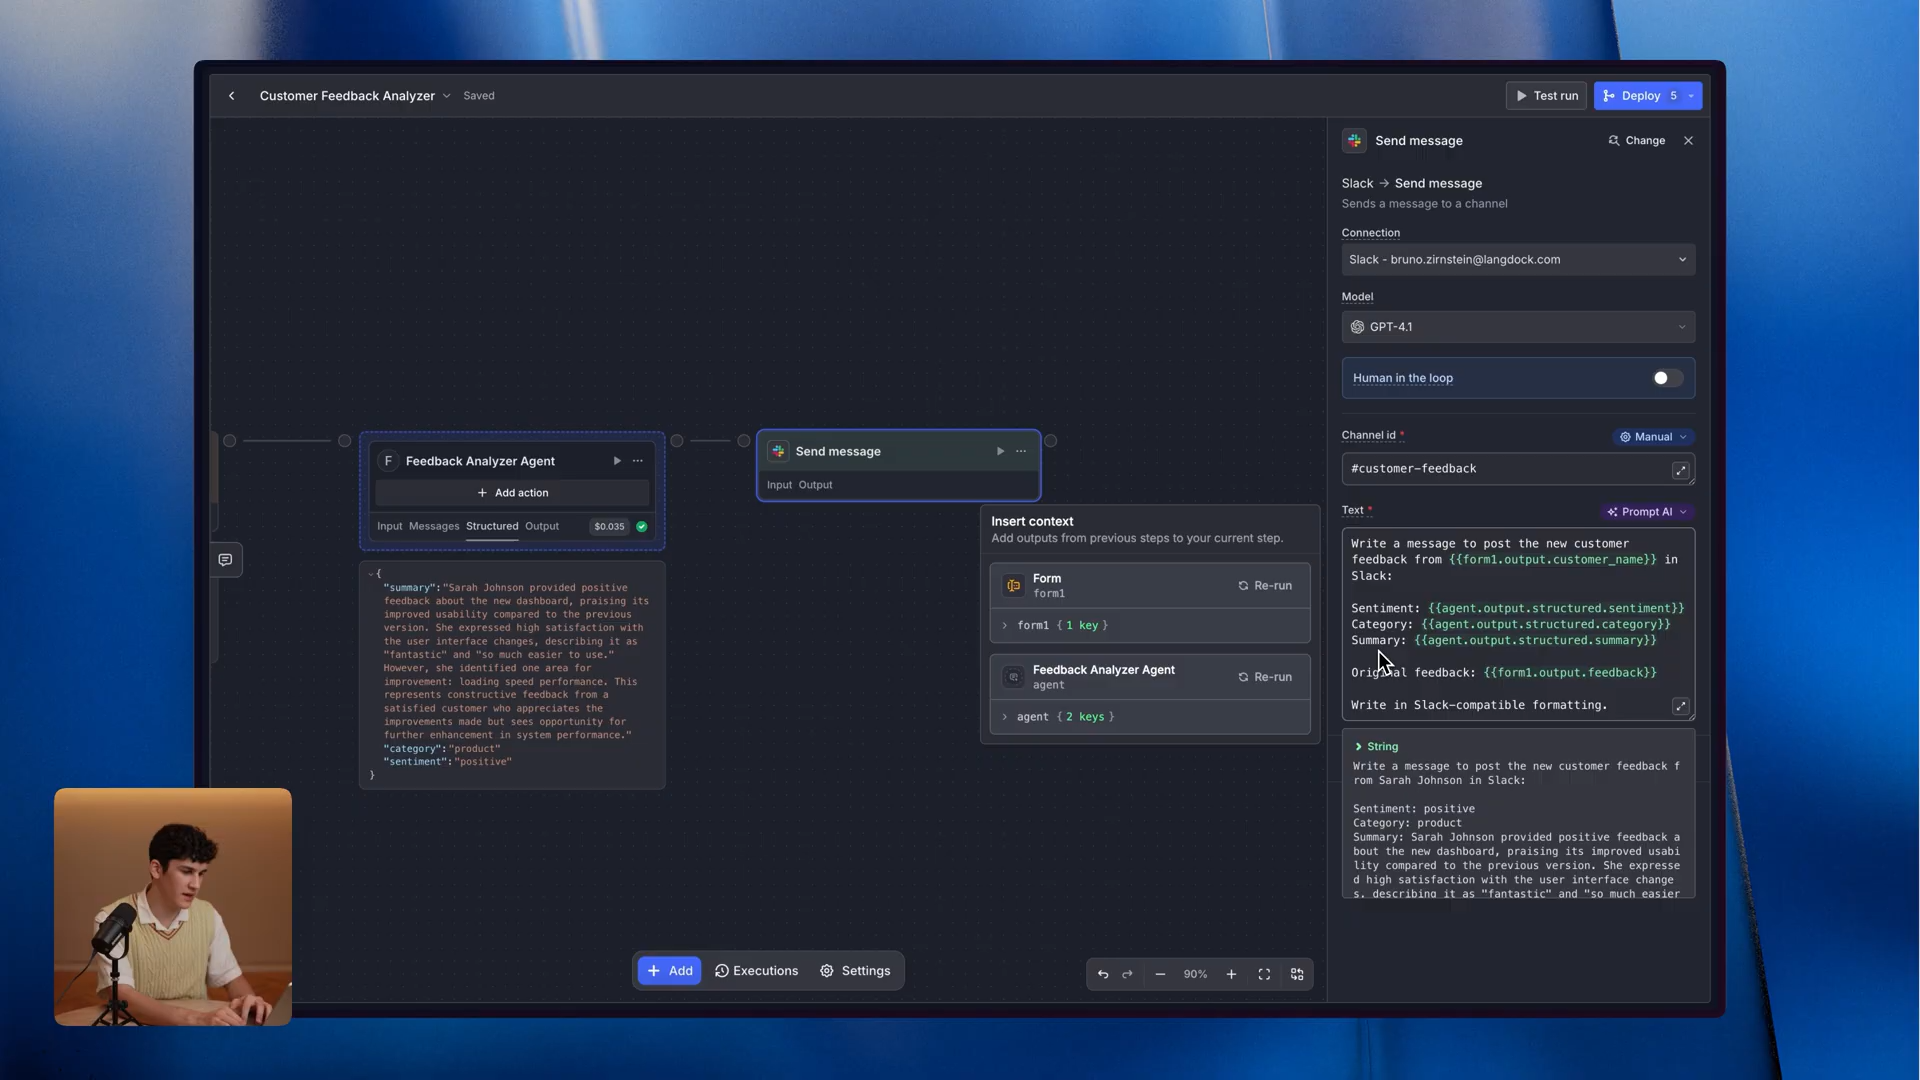 Customer Feedback Analyzer
Saved
Test run
Deploy 5
Send message
Change
Slack → Send message
Sends a message to a channel
Connection
Slack - bruno.zirnstein@langdock.com
Model
GPT-4.1
Human in the loop
Channel id *
Manual
#customer-feedback
Text *
Prompt AI
Write a message to post the new customer
feedback from {{form1.output.customer_name}} in
Slack:
Sentiment: {{agent.output.structured.sentiment}}
Category: {{agent.output.structured.category}}
Summary: {{agent.output.structured.summary}}
Original feedback: {{form1.output.feedback}}
Write in Slack-compatible formatting.
String
Write a message to post the new customer feedback f
rom Sarah Johnson in Slack:
Sentiment: positive
Category: product
Summary: Sarah Johnson provided positive feedback a
bout the new dashboard, praising its improved usabi
lity compared to the previous version. She expresse
d high satisfaction with the user interface change
s, describing it as "fantastic" and "so much easier
F
Feedback Analyzer Agent
+ Add action
Input Messages Structured Output $0.035
{
"summary":"Sarah Johnson provided positive
feedback about the new dashboard, praising its
improved usability compared to the previous
version. She expressed high satisfaction with
the user interface changes, describing it as
"fantastic" and "so much easier to use."
However, she identified one area for
improvement: loading speed performance. This
represents constructive feedback from a
satisfied customer who appreciates the
improvements made but sees opportunity for
further enhancement in system performance."
"category":"product"
"sentiment":"positive"
}
Send message
Input Output
Insert context
Add outputs from previous steps to your current step.
Form
form1
Re-run
form1 { 1 key }
Feedback Analyzer Agent
agent
Re-run
agent { 2 keys }
+ Add
Executions
Settings
90%